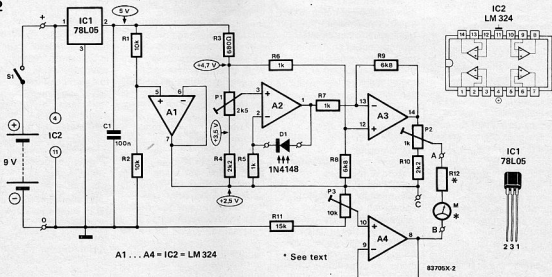 2
+
1
IC1
78L05
2
3
5 V
S1
4
IC2
11
9 V
0
C1
100n
R1
10k
R2
10k
5
6
A1
7
R3
680Ω
+4,7 V
P1
2k5
+3,5 V
R4
2k2
+2,5 V
R5
1k
R6
1k
3
2
A2
1
D1
1N4148
R7
1k
R8
6k8
R9
6k8
13
12
A3
14
P2
R10
2k2
C
A
R12
*
M
*
B
R11
15k
P3
10
9
A4
8
A1 . . . A4 = IC2 = LM 324
* See text
83705X-2
IC2
LM 324
14 13 12 11 10 9 8
1 2 3 4 5 6 7
IC1
78L05
2 3 1